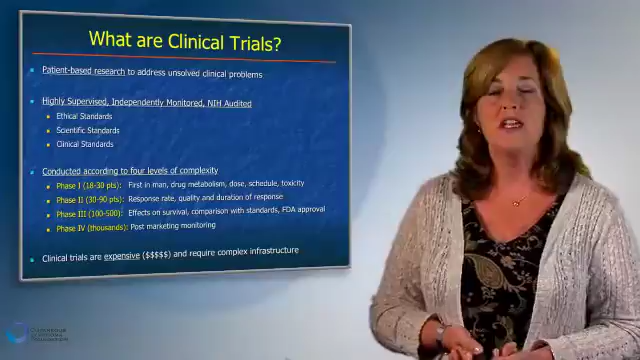 What are Clinical Trials?
Patient-based research to address unsolved clinical problems
Highly Supervised, Independently Monitored, NIH Audited
Ethical Standards
Scientific Standards
Clinical Standards
Conducted according to four levels of complexity
Phase I (18-30 pts): First in man, drug metabolism, dose, schedule, toxicity
Phase II (30-90 pts): Response rate, quality and duration of response
Phase III (100-500): Effects on survival, comparison with standards, FDA approval
Phase IV (thousands): Post marketing monitoring
Clinical trials are expensive ($$$$$) and require complex infrastructure